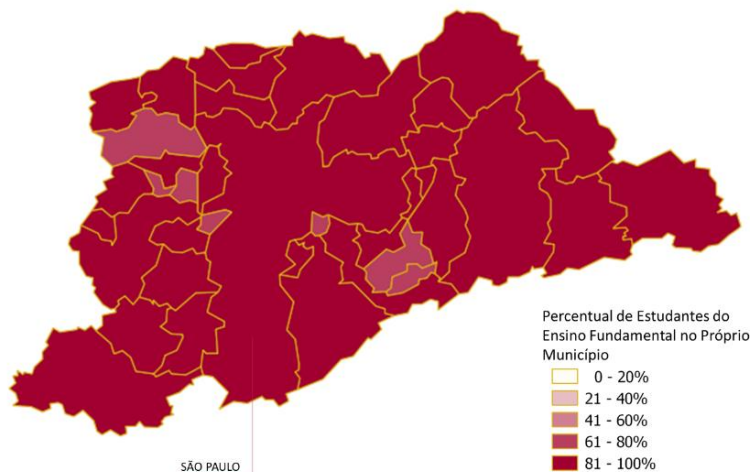 Percentual de Estudantes do
Ensino Fundamental no Próprio
Município
0 - 20%
21 - 40%
41 - 60%
61 - 80%
81 - 100%
SÃO PAULO